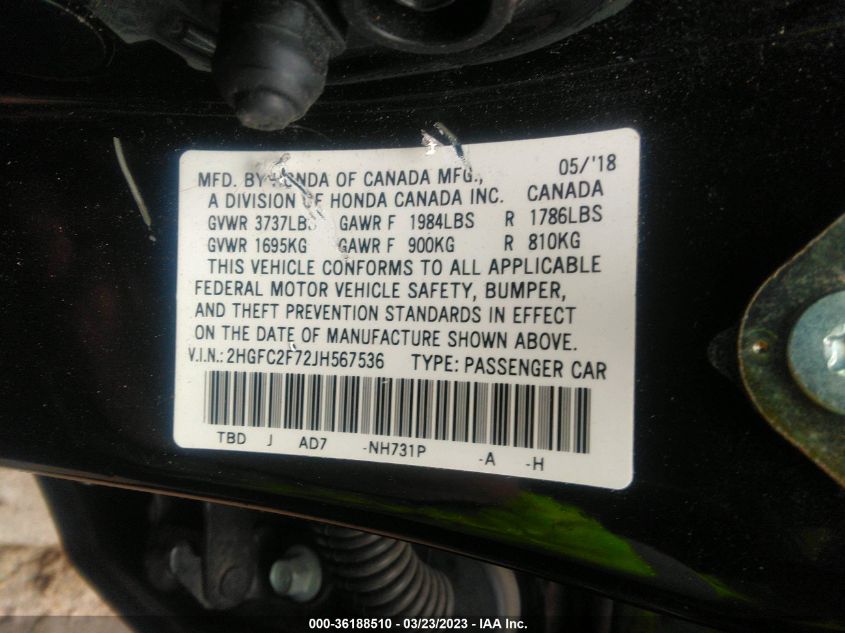 MFD. BY HONDA OF CANADA MFG., 05/'18
A DIVISION OF HONDA CANADA INC. CANADA
GVWR 3737LBS GAWR F 1984LBS R 1786LBS
GVWR 1695KG GAWR F 900KG R 810KG
THIS VEHICLE CONFORMS TO ALL APPLICABLE
FEDERAL MOTOR VEHICLE SAFETY, BUMPER,
AND THEFT PREVENTION STANDARDS IN EFFECT
ON THE DATE OF MANUFACTURE SHOWN ABOVE.
V.I.N.: 2HGFC2F72JH567536 TYPE: PASSENGER CAR
TBD J AD7 -NH731P -A -H
000-36188510 - 03/23/2023 - IAA Inc.